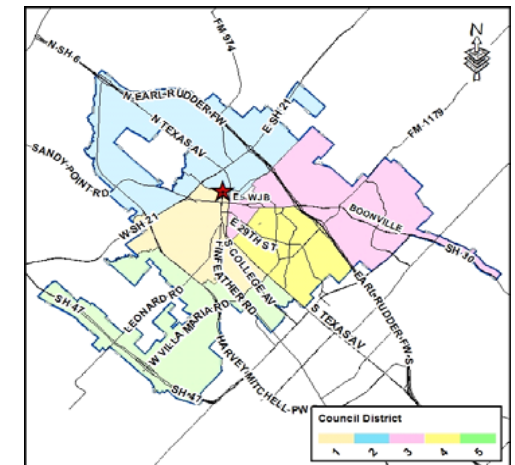 N
N-SH-6
FM 974
N-EARL-RUDDER-FW
E SH 21
N TEXAS-AV
FM-1179
SANDY-POINT-RD
E-WJB
BOONVILLE
W-SH 21
E 29TH ST
SH-30
S-COLLEGE-AV
FINFEATHER RD
LEONARD RD
W VILLA MARIA RD
EARL-RUDDER-FW-S
S TEXAS AV
SH 47
HARVEY-MITCHELL-PW
SH-47
Council District
1 2 3 4 5